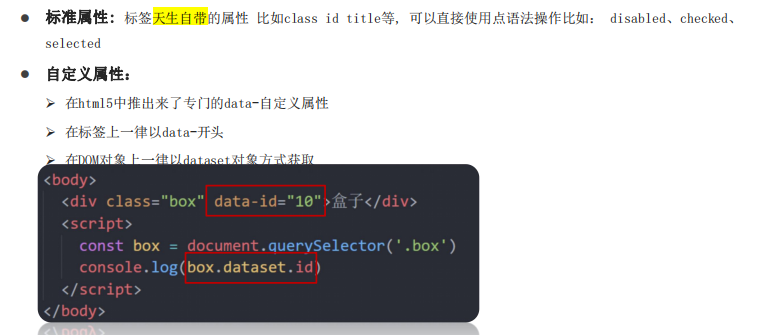 ● 标准属性: 标签天生自带的属性 比如class id title等, 可以直接使用点语法操作比如: disabled、checked、
selected
● 自定义属性:
➢ 在html5中推出来了专门的data-自定义属性
➢ 在标签上一律以data-开头
➢ 在DOM对象上一律以dataset对象方式获取
<body>
<div class="box" data-id="10">盒子</div>
<script>
const box = document.querySelector('.box')
console.log(box.dataset.id)
</script>
</body>